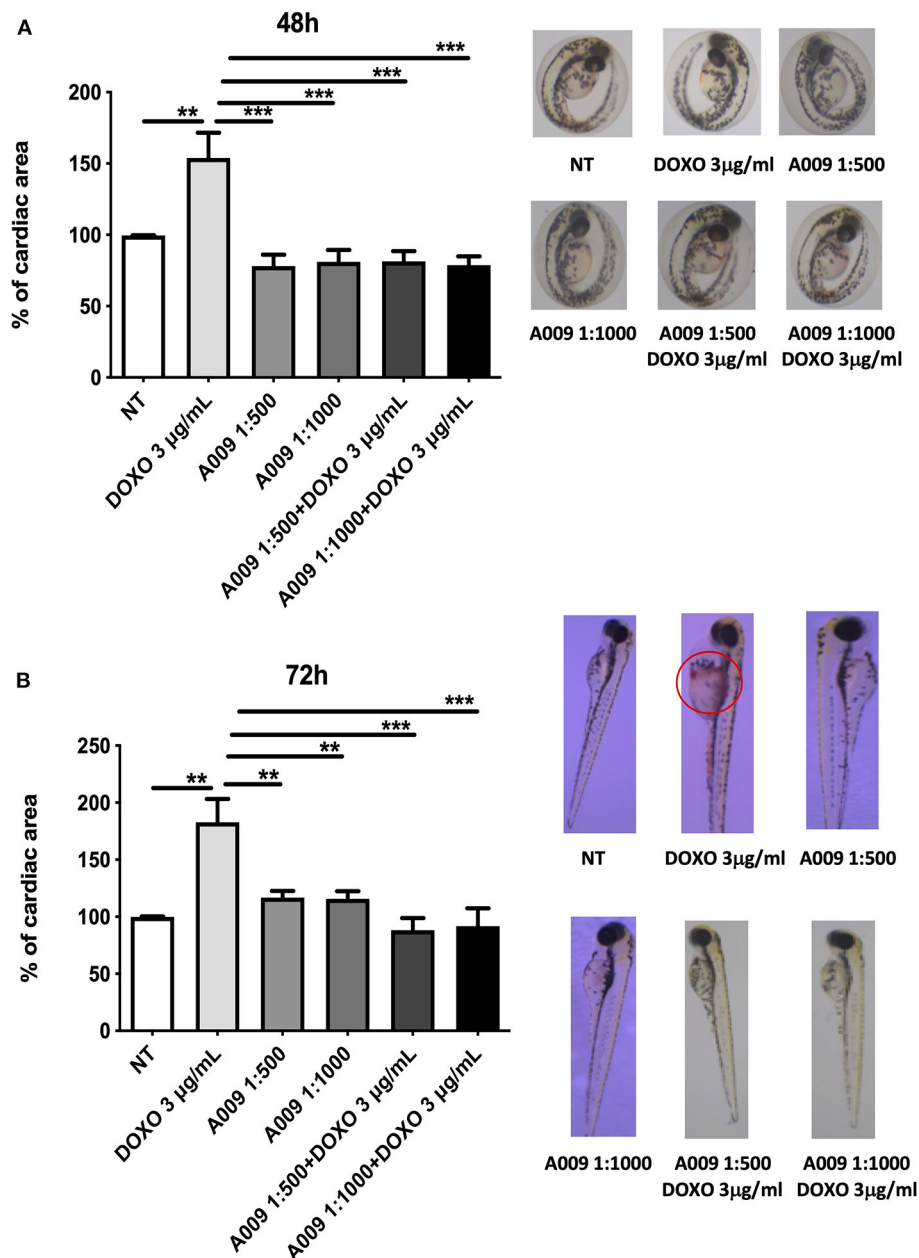 A
48h
% of cardiac area
200
150
100
50
0
**
***
***
***
***
NT
DOXO 3 µg/mL
A009 1:500
A009 1:1000
A009 1:500+DOXO 3 µg/mL
A009 1:1000+DOXO 3 µg/mL
NT
DOXO 3µg/ml
A009 1:500
A009 1:1000
A009 1:500
DOXO 3µg/ml
A009 1:1000
DOXO 3µg/ml
B
72h
% of cardiac area
250
200
150
100
50
0
**
**
**
***
***
NT
DOXO 3 µg/mL
A009 1:500
A009 1:1000
A009 1:500+DOXO 3 µg/mL
A009 1:1000+DOXO 3 µg/mL
NT
DOXO 3µg/ml
A009 1:500
A009 1:1000
A009 1:500
DOXO 3µg/ml
A009 1:1000
DOXO 3µg/ml